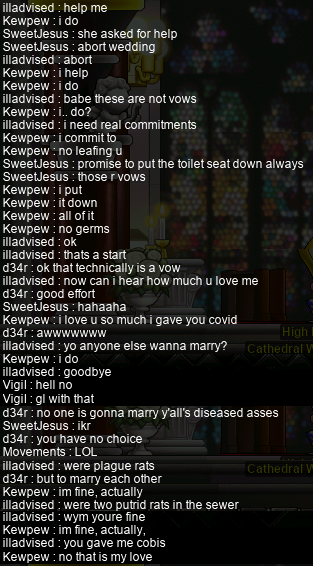 illadvised : help me
Kewpew : i do
SweetJesus : she asked for help
SweetJesus : abort wedding
illadvised : abort
Kewpew : i help
Kewpew : i do
illadvised : babe these are not vows
Kewpew : i.. do?
illadvised : i need real commitments
Kewpew : i commit to
Kewpew : no leafing u
SweetJesus : promise to put the toilet seat down always
SweetJesus : those r vows
Kewpew : i put
Kewpew : it down
Kewpew : all of it
Kewpew : no germs
illadvised : ok
illadvised : thats a start
d34r : ok that technically is a vow
illadvised : now can i hear how much u love me
d34r : good effort
SweetJesus : hahaaha
Kewpew : i love u so much i gave you covid
High
d34r : awwwwww
illadvised : yo anyone else wanna marry?
Cathedral W
Kewpew : i do
illadvised : goodbye
Vigil : hell no
Vigil : gl with that
d34r : no one is gonna marry y'all's diseased asses
SweetJesus : ikr
d34r : you have no choice
Movements : LOL
illadvised : were plague rats
Cathedral W
d34r : but to marry each other
Kewpew : im fine, actually
illadvised : were two putrid rats in the sewer
illadvised : wym youre fine
Kewpew : im fine, actually,
illadvised : you gave me cobis
Kewpew : no that is my love